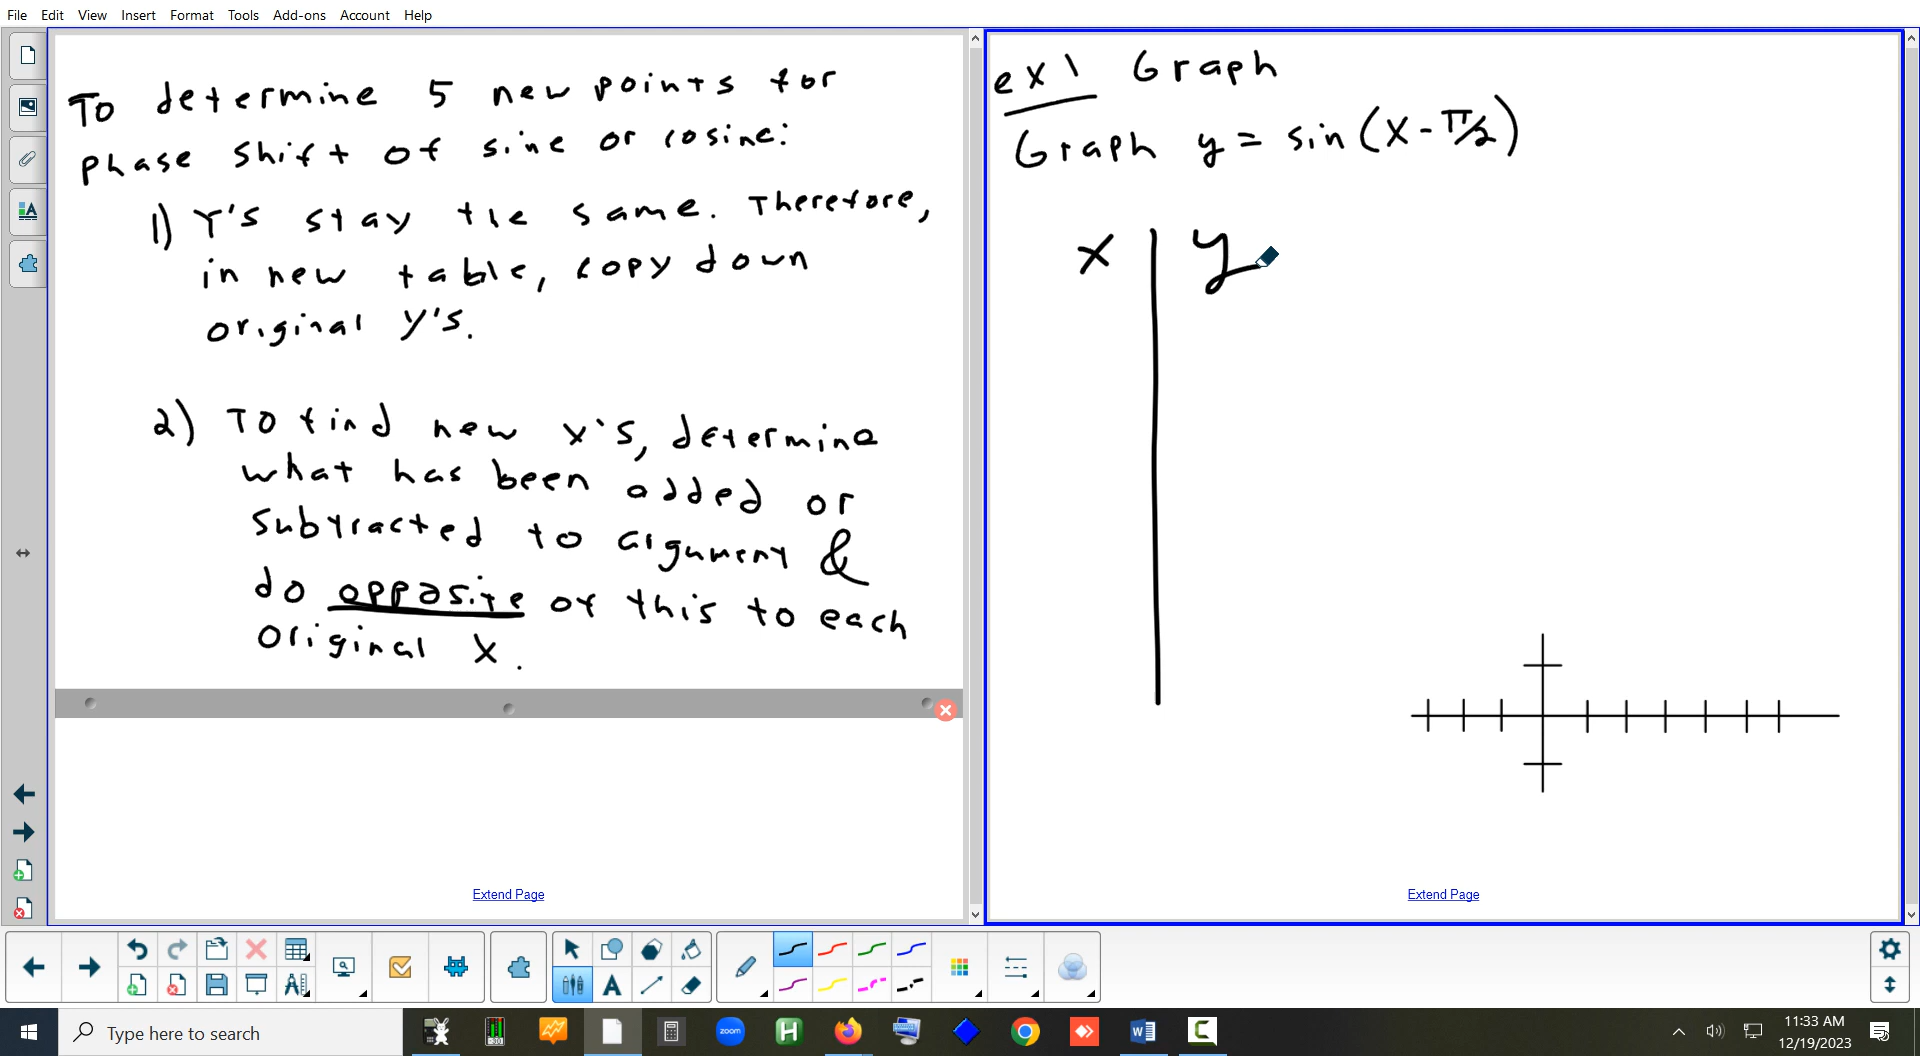 File Edit View Insert Format Tools Add-ons Account Help
To determine 5 new points for
phase shift of sine or cosine:
1) Y's stay the same. Therefore,
in new table, copy down
original y's.
2) To find new x's, determine
what has been added or
subtracted to argument &
do opposite of this to each
original x.
Extend Page
ex 1 Graph
Graph y = sin(x - π/2)
x y
Extend Page
Type here to search
zoom
11:33 AM
12/19/2023